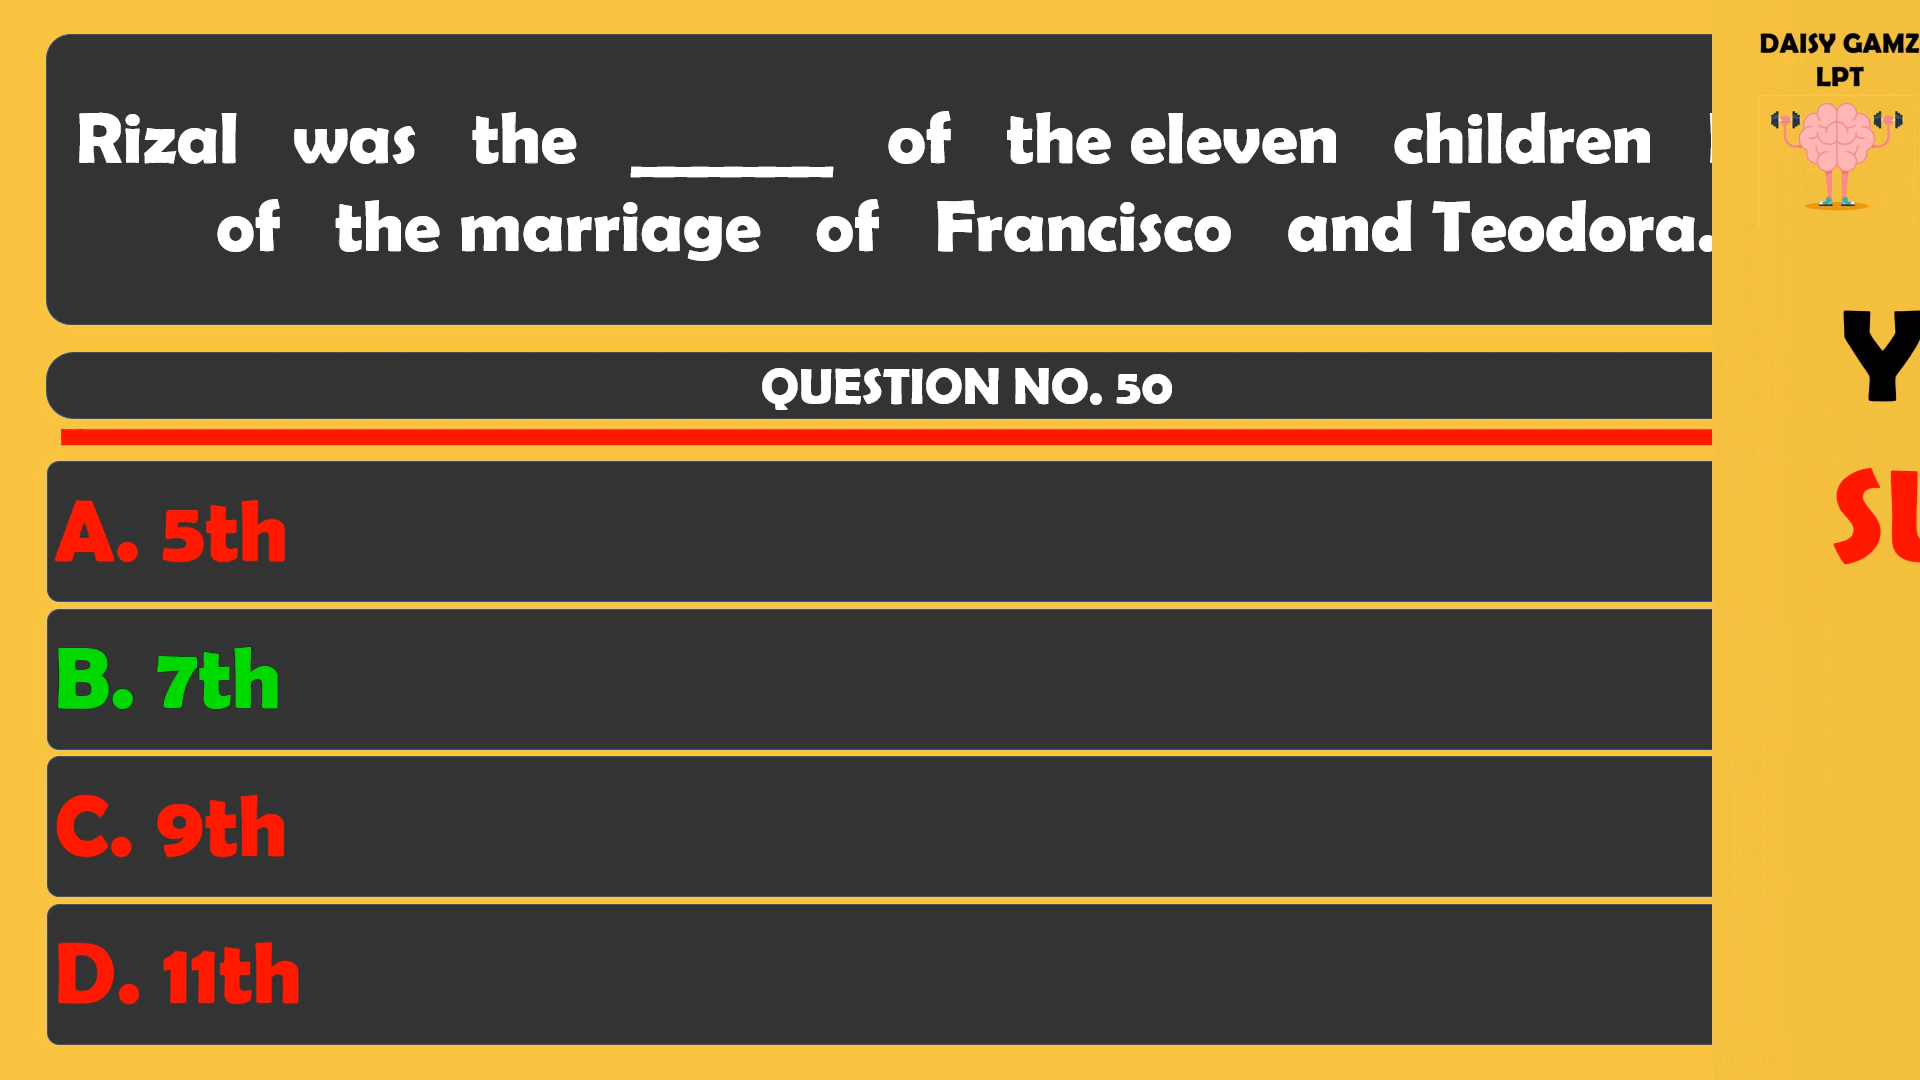 Rizal was the ______ of the eleven children
of the marriage of Francisco and Teodora.
QUESTION NO. 50
A. 5th
B. 7th
C. 9th
D. 11th
DAISY GAMZ
LPT